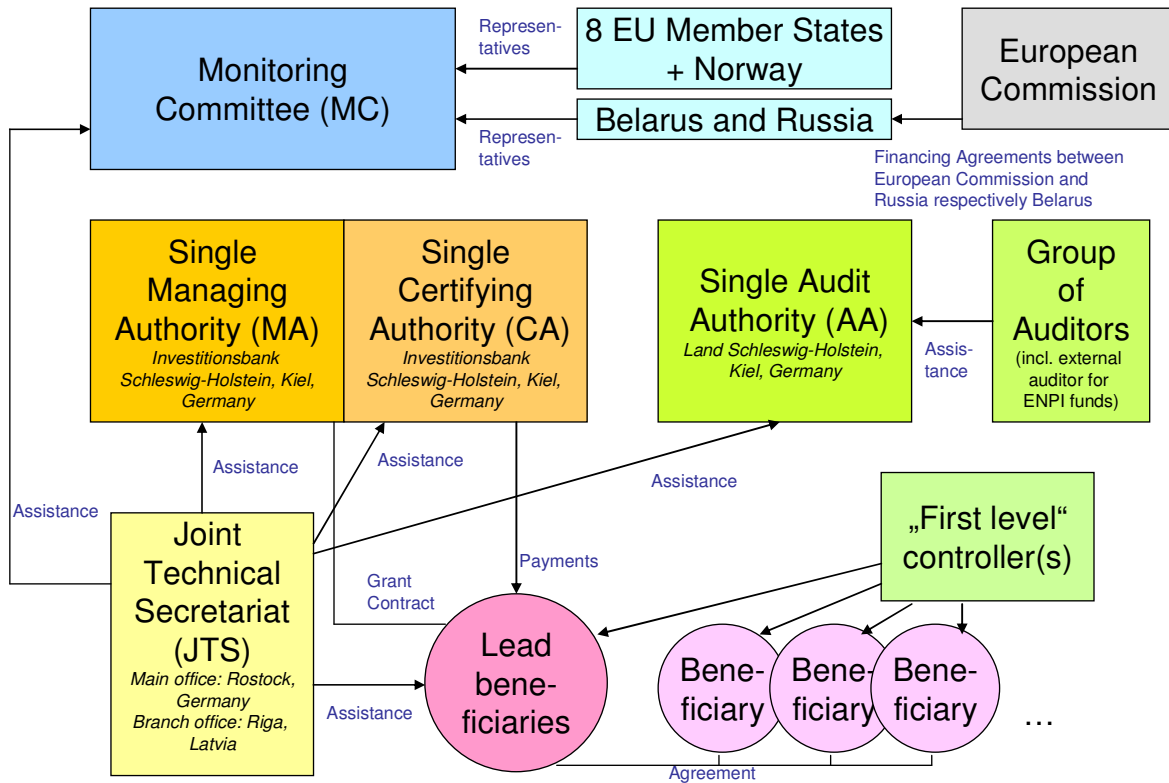 Monitoring
Committee (MC)
Represen-
tatives
8 EU Member States
+ Norway
European
Commission
Represen-
tatives
Belarus and Russia
Financing Agreements between
European Commission and
Russia respectively Belarus
Single
Managing
Authority (MA)
Investitionsbank
Schleswig-Holstein, Kiel,
Germany
Single
Certifying
Authority (CA)
Investitionsbank
Schleswig-Holstein, Kiel,
Germany
Single Audit
Authority (AA)
Land Schleswig-Holstein,
Kiel, Germany
Assis-
tance
Group
of
Auditors
(incl. external
auditor for
ENPI funds)
Assistance
Assistance
Assistance
Assistance
Joint
Technical
Secretariat
(JTS)
Main office: Rostock,
Germany
Branch office: Riga,
Latvia
Grant
Contract
Payments
„First level“
controller(s)
Assistance
Lead
bene-
ficiaries
Bene-
ficiary
Bene-
ficiary
Bene-
ficiary
...
Agreement